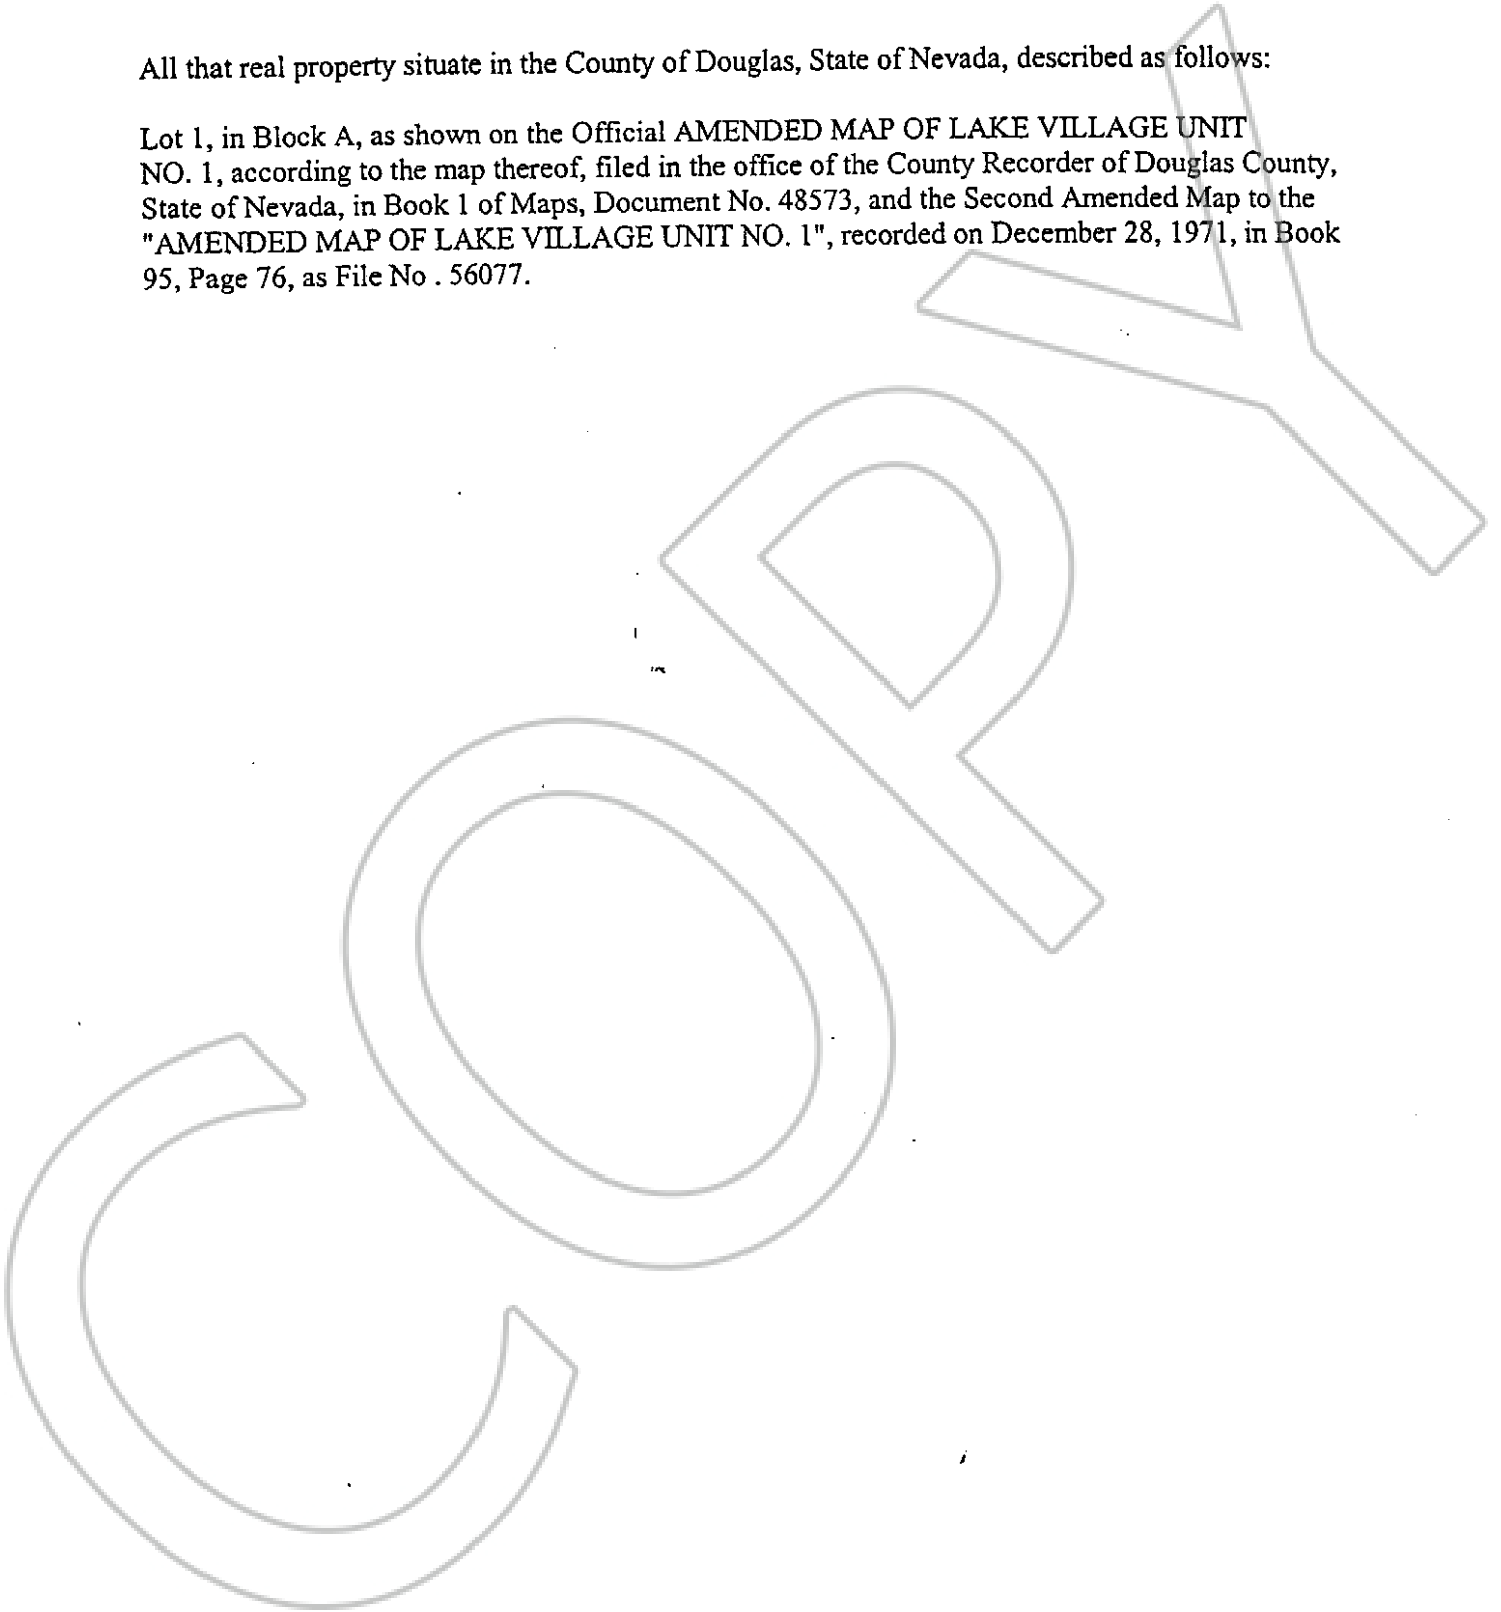 All that real property situate in the County of Douglas, State of Nevada, described as follows:
Lot 1, in Block A, as shown on the Official AMENDED MAP OF LAKE VILLAGE UNIT
NO. 1, according to the map thereof, filed in the office of the County Recorder of Douglas County,
State of Nevada, in Book 1 of Maps, Document No. 48573, and the Second Amended Map to the
"AMENDED MAP OF LAKE VILLAGE UNIT NO. 1", recorded on December 28, 1971, in Book
95, Page 76, as File No . 56077.
COPY